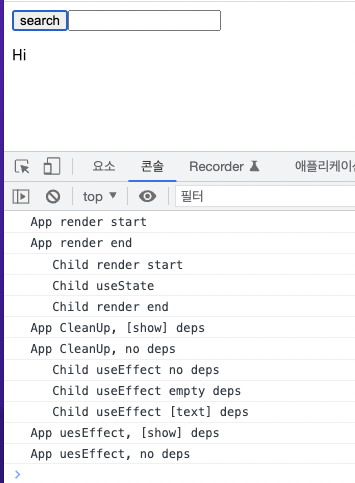 search
Hi
요소 콘솔 Recorder 애플리케이션
top ▼ 필터
App render start
App render end
Child render start
Child useState
Child render end
App CleanUp, [show] deps
App CleanUp, no deps
Child useEffect no deps
Child useEffect empty deps
Child useEffect [text] deps
App uesEffect, [show] deps
App uesEffect, no deps
>